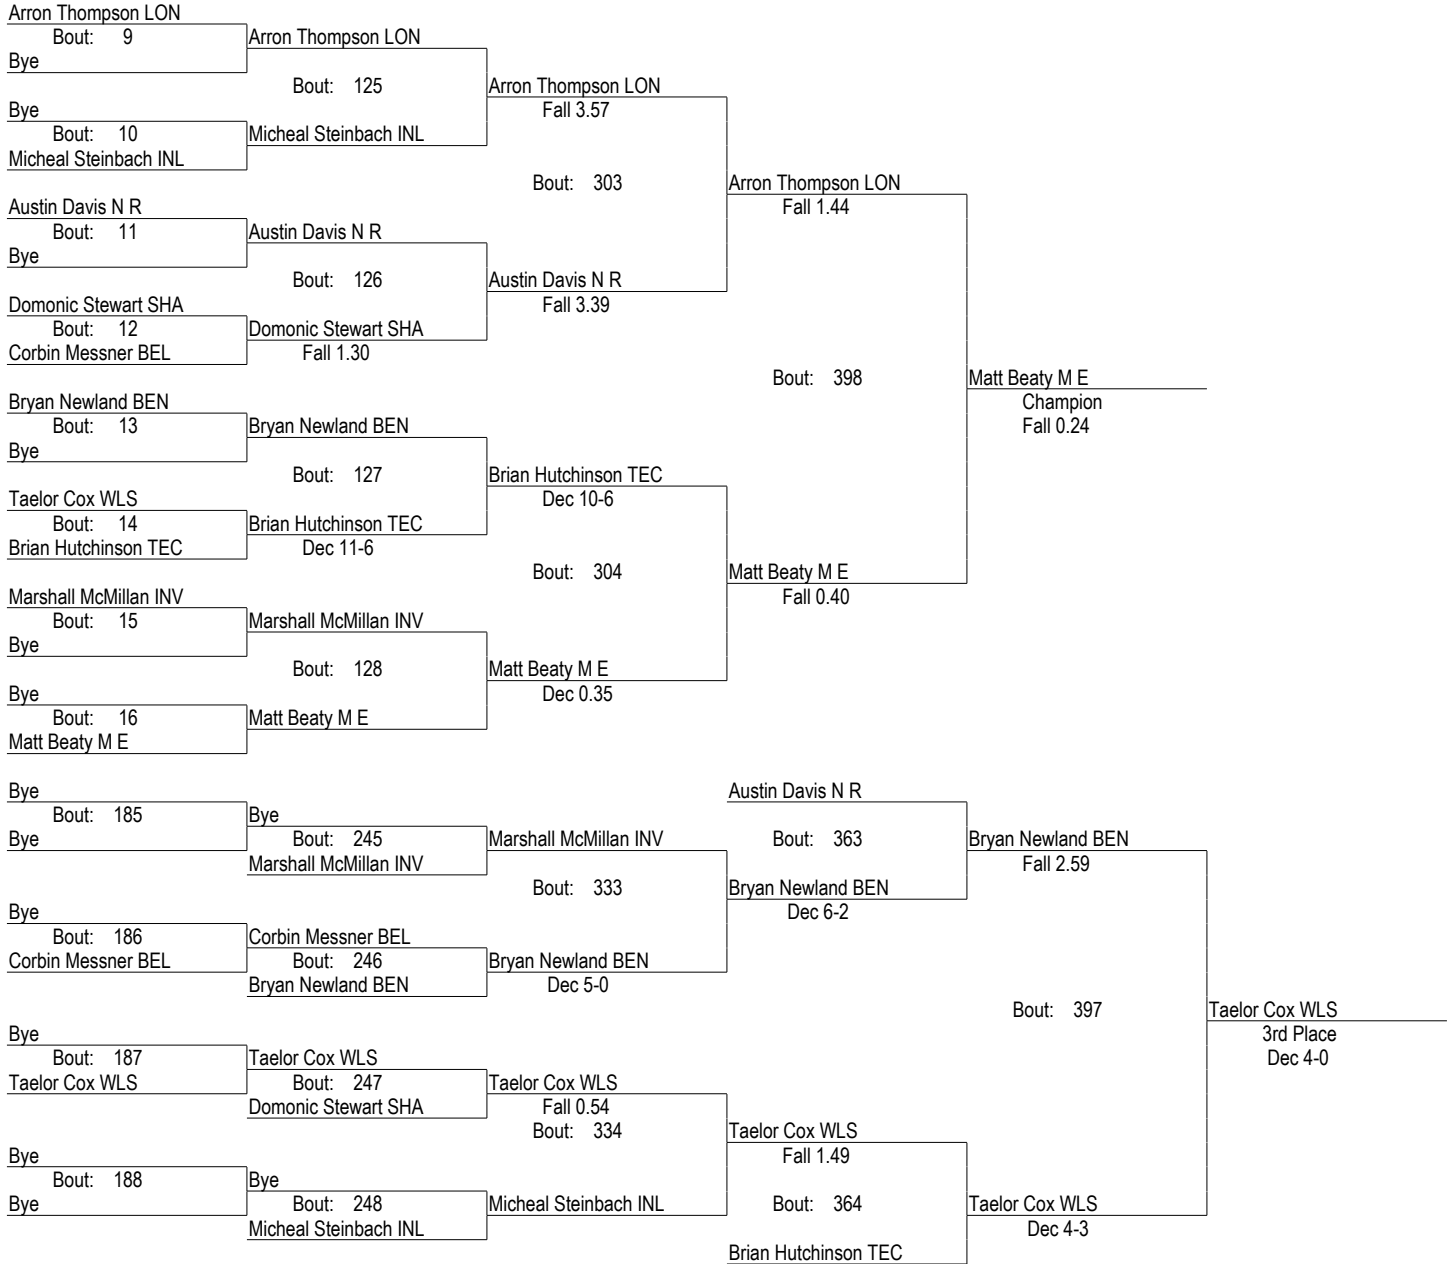 Arron Thompson LON
Bout: 9
Arron Thompson LON
Bye
Bout: 125
Arron Thompson LON
Bye
Fall 3.57
Bout: 10
Micheal Steinbach INL
Micheal Steinbach INL
Bout: 303
Arron Thompson LON
Austin Davis N R
Fall 1.44
Bout: 11
Austin Davis N R
Bye
Bout: 126
Austin Davis N R
Domonic Stewart SHA
Fall 3.39
Bout: 12
Domonic Stewart SHA
Corbin Messner BEL
Fall 1.30
Bout: 398
Matt Beaty M E
Bryan Newland BEN
Champion
Bout: 13
Bryan Newland BEN
Fall 0.24
Bye
Bout: 127
Brian Hutchinson TEC
Taelor Cox WLS
Dec 10-6
Bout: 14
Brian Hutchinson TEC
Brian Hutchinson TEC
Dec 11-6
Bout: 304
Matt Beaty M E
Marshall McMillan INV
Fall 0.40
Bout: 15
Marshall McMillan INV
Bye
Bout: 128
Matt Beaty M E
Bye
Dec 0.35
Bout: 16
Matt Beaty M E
Matt Beaty M E
Bye
Austin Davis N R
Bout: 185
Bye
Bye
Bout: 245
Marshall McMillan INV
Bout: 363
Bryan Newland BEN
Marshall McMillan INV
Fall 2.59
Bout: 333
Bryan Newland BEN
Bye
Dec 6-2
Bout: 186
Corbin Messner BEL
Corbin Messner BEL
Bout: 246
Bryan Newland BEN
Bryan Newland BEN
Dec 5-0
Bout: 397
Taelor Cox WLS
Bye
3rd Place
Bout: 187
Taelor Cox WLS
Dec 4-0
Taelor Cox WLS
Bout: 247
Taelor Cox WLS
Domonic Stewart SHA
Fall 0.54
Bout: 334
Taelor Cox WLS
Bye
Fall 1.49
Bout: 188
Bye
Bye
Bout: 248
Micheal Steinbach INL
Bout: 364
Taelor Cox WLS
Micheal Steinbach INL
Dec 4-3
Brian Hutchinson TEC